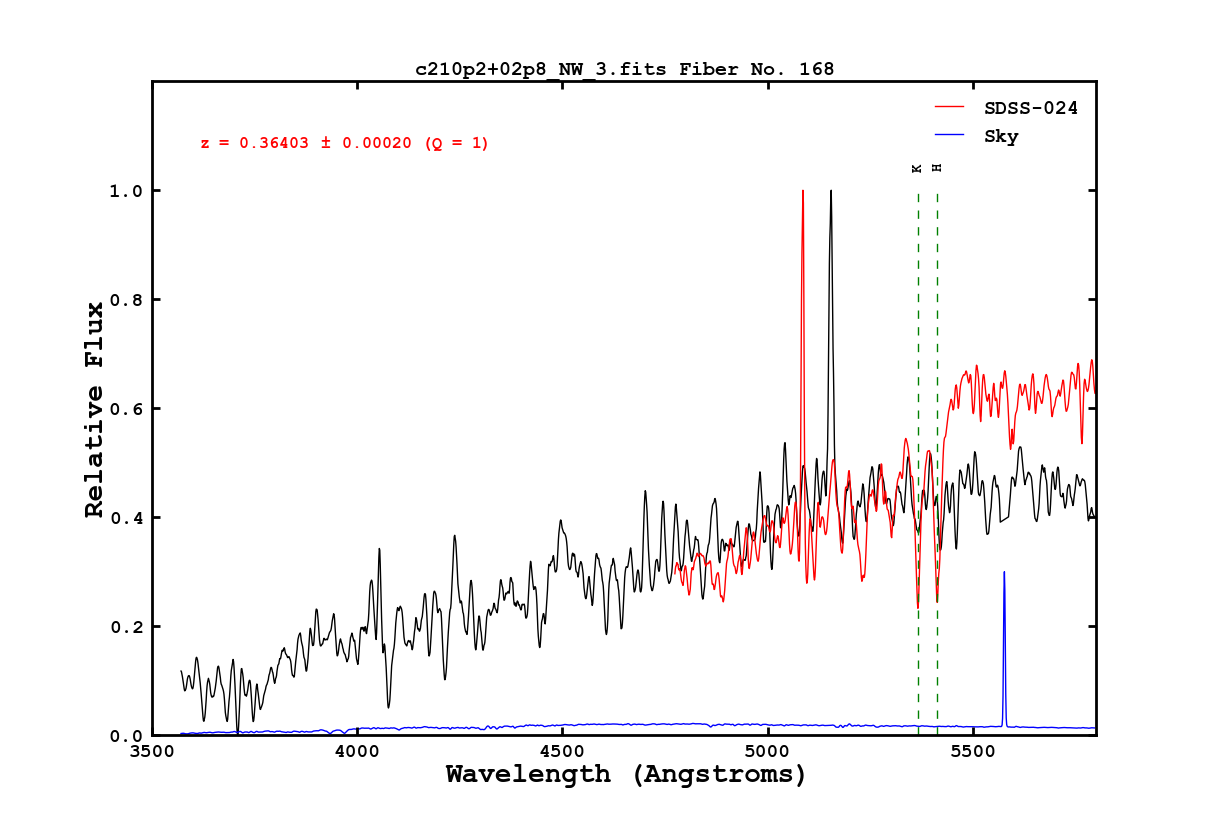 c210p2+02p8_NW_3.fits Fiber No. 168
SDSS-024
Sky
z = 0.36403 ± 0.00020 (Q = 1)
K
H
1.0
0.8
0.6
0.4
0.2
0.0
Relative Flux
3500
4000
4500
5000
5500
Wavelength (Angstroms)